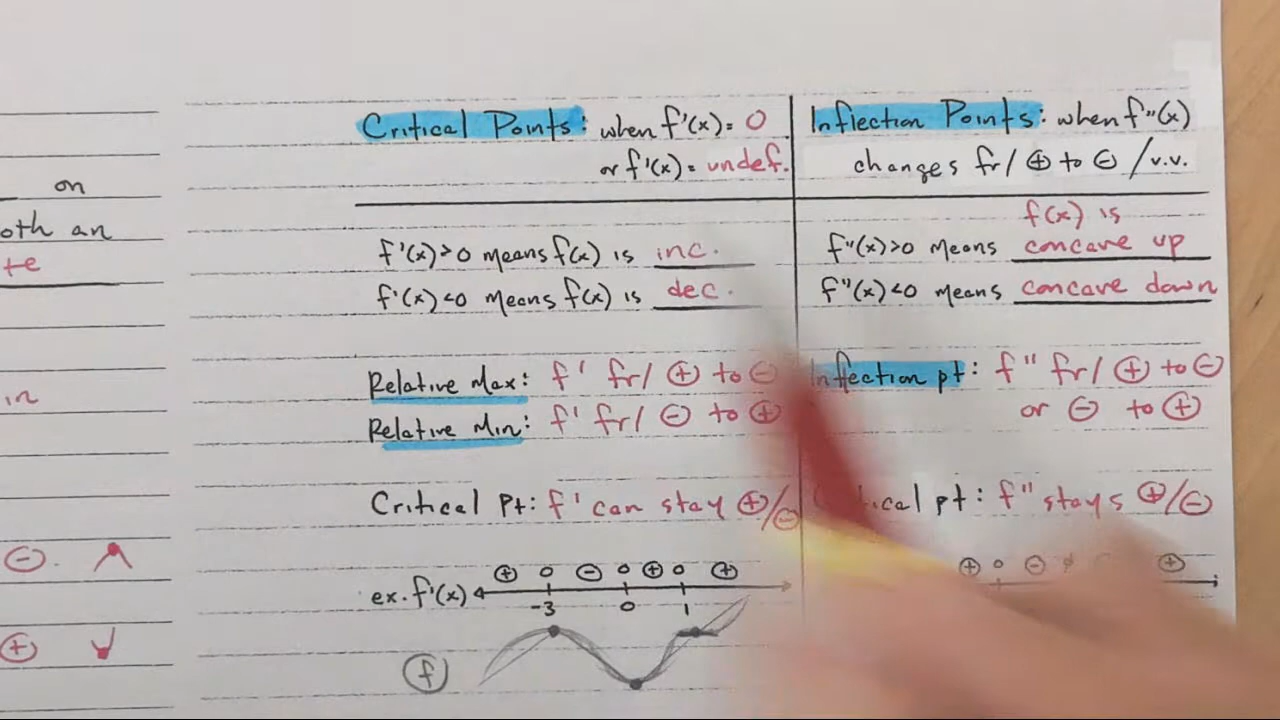 on
oth an
te
in
⊖.
⊕
Critical Points: when f'(x)= 0
or f'(x)= undef.
f'(x)>0 means f(x) is inc.
f'(x)<0 means f(x) is dec.
Relative Max: f' fr/ ⊕ to ⊖
Relative Min: f' fr/ ⊖ to ⊕
Critical Pt: f' can stay ⊕/⊖
ex. f'(x) ⊕ 0 ⊖ 0 ⊕ 0 ⊕
-3 0 1
f
Inflection Points: when f"(x)
changes fr/ ⊕ to ⊖ /v.v.
f(x) is
f"(x)>0 means concave up
f"(x)<0 means concave down
Inflection pt: f" fr/ ⊕ to ⊖
or ⊖ to ⊕
pt: f" stays ⊕/⊖
⊕ 0 ⊖ ⊕